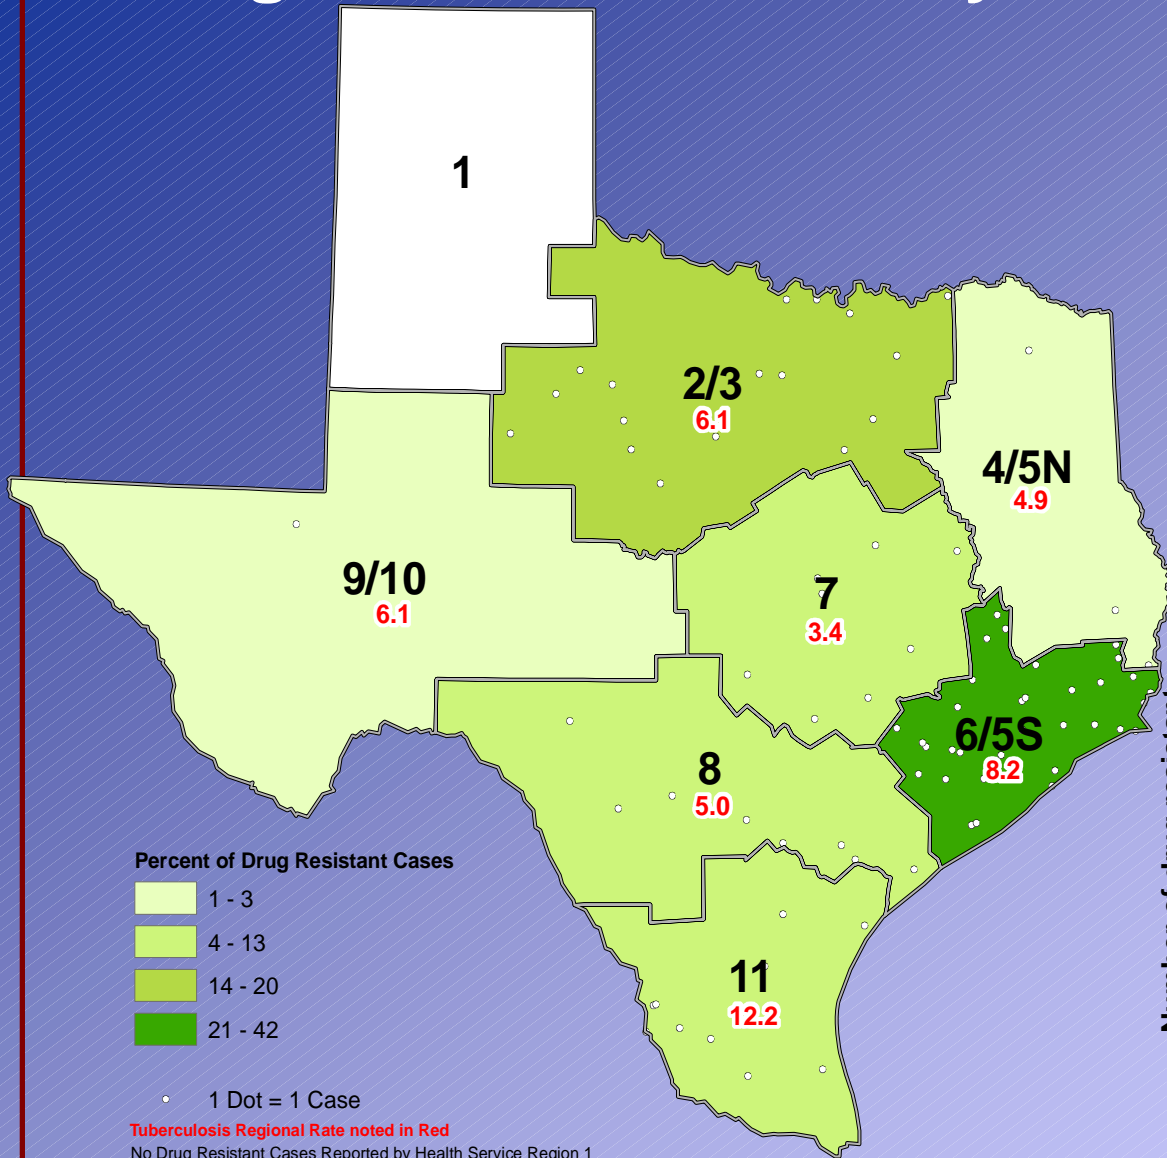 1
2/3
6.1
4/5N
4.9
9/10
6.1
7
3.4
6/5S
8.2
8
5.0
11
12.2
Percent of Drug Resistant Cases
1 - 3
4 - 13
14 - 20
21 - 42
1 Dot = 1 Case
Tuberculosis Regional Rate noted in Red
No Drug Resistant Cases Reported by Health Service Region 1